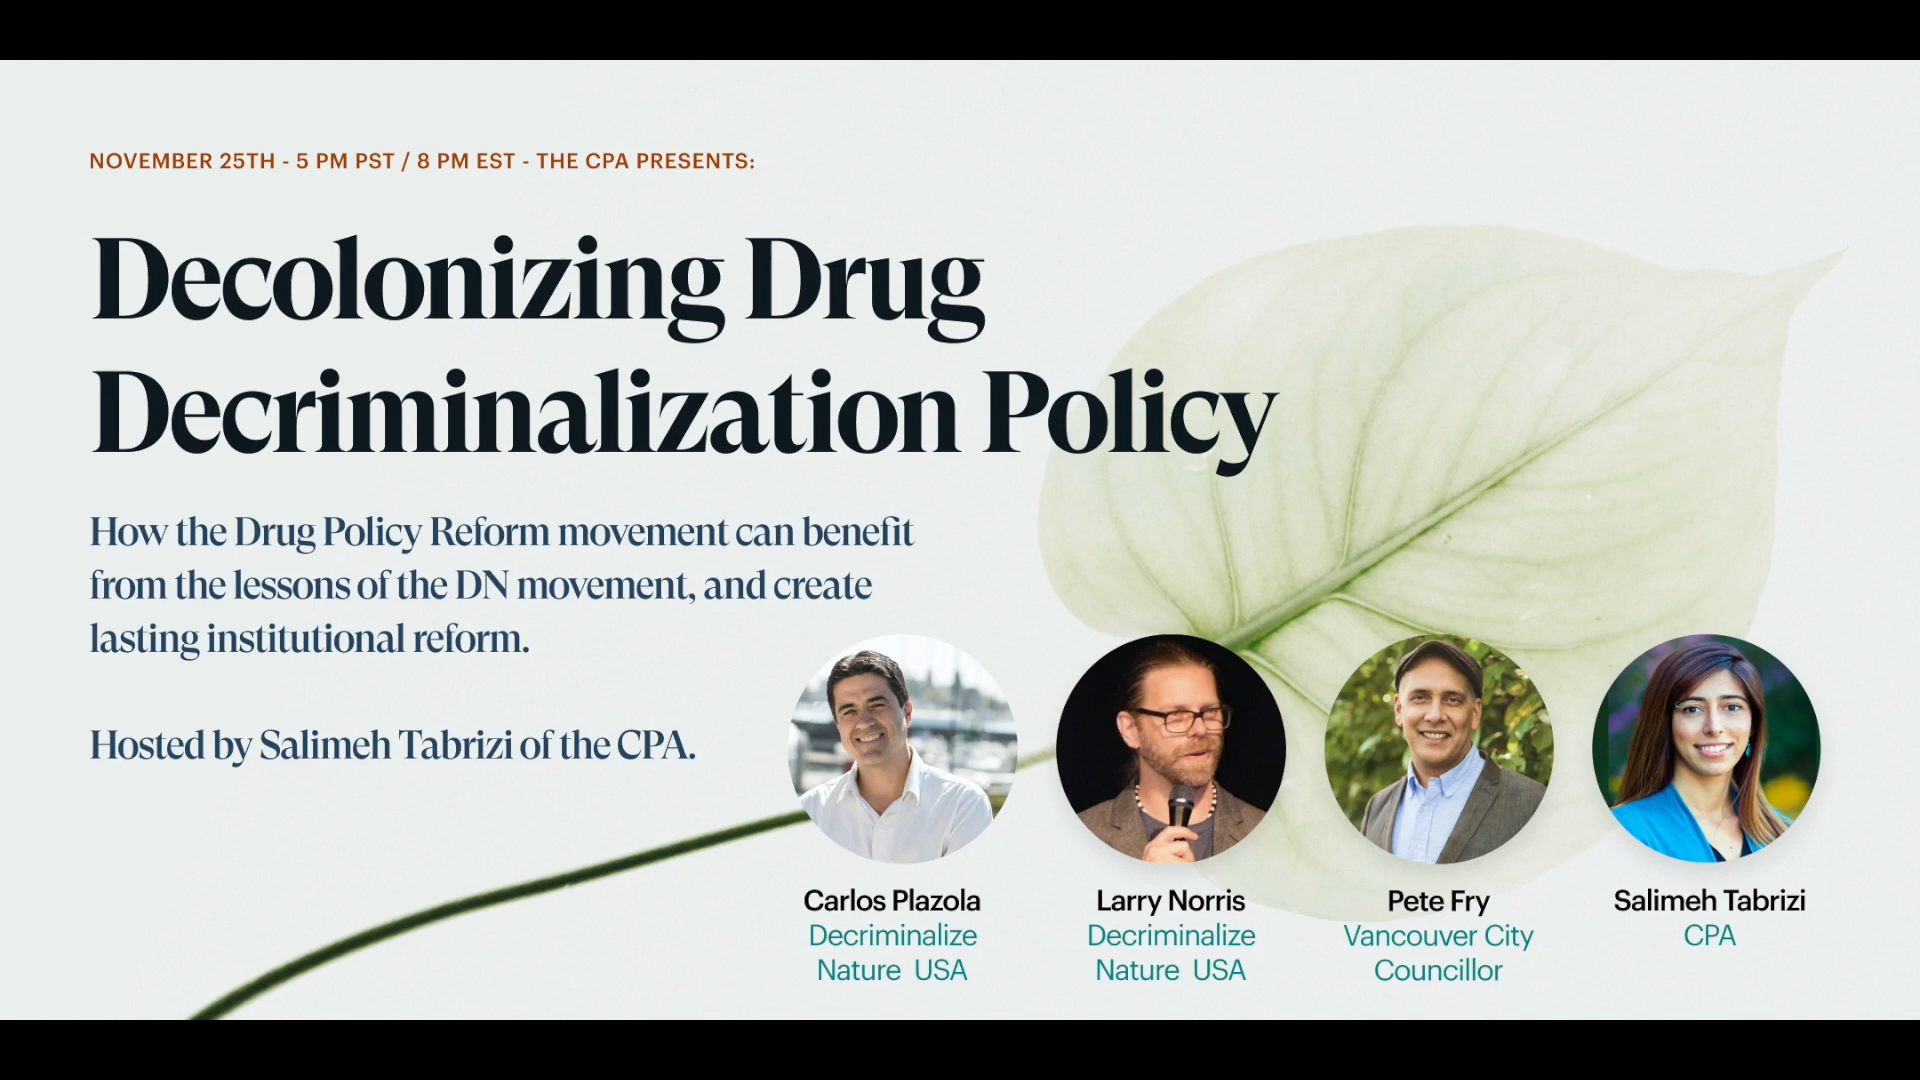 NOVEMBER 25TH - 5 PM PST / 8 PM EST - THE CPA PRESENTS:
Decolonizing Drug
Decriminalization Policy
How the Drug Policy Reform movement can benefit
from the lessons of the DN movement, and create
lasting institutional reform.
Hosted by Salimeh Tabrizi of the CPA.
Carlos Plazola
Decriminalize
Nature USA
Larry Norris
Decriminalize
Nature USA
Pete Fry
Vancouver City
Councillor
Salimeh Tabrizi
CPA